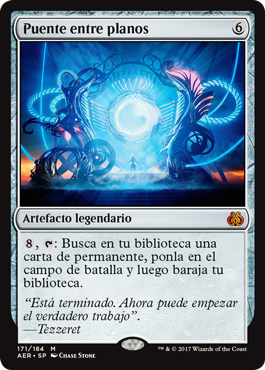 Puente entre planos 6
Artefacto legendario
8, T: Busca en tu biblioteca una
carta de permanente, ponla en
el campo de batalla y luego baraja tu
biblioteca.
“Está terminado. Ahora puede empezar
el verdadero trabajo”.
—Tezzeret
171/184 M
AER • SP CHASE STONE
™ & © 2017 Wizards of the Coast